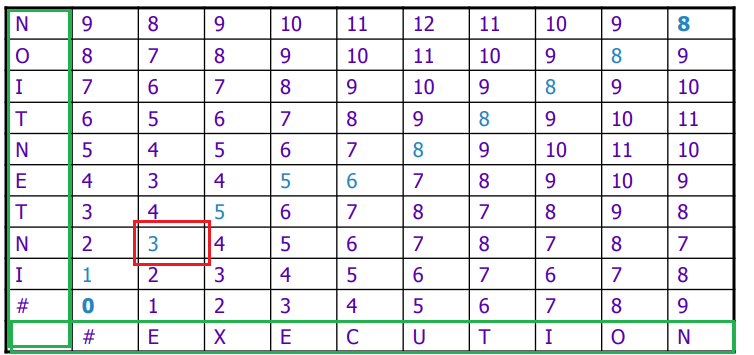 N 9 8 9 10 11 12 11 10 9 8
O 8 7 8 9 10 11 10 9 8 9
I 7 6 7 8 9 10 9 8 9 10
T 6 5 6 7 8 9 8 9 10 11
N 5 4 5 6 7 8 9 10 11 10
E 4 3 4 5 6 7 8 9 10 9
T 3 4 5 6 7 8 7 8 9 8
N 2 3 4 5 6 7 8 7 8 7
I 1 2 3 4 5 6 7 6 7 8
# 0 1 2 3 4 5 6 7 8 9
# E X E C U T I O N